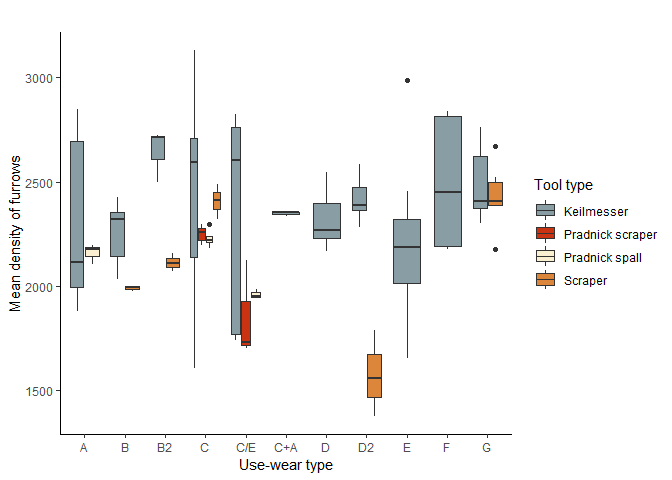 Mean density of furrows
3000
2500
2000
1500
A B B2 C C/E C+A D D2 E F G
Use-wear type
Tool type
Keilmesser
Pradnick scraper
Pradnick spall
Scraper